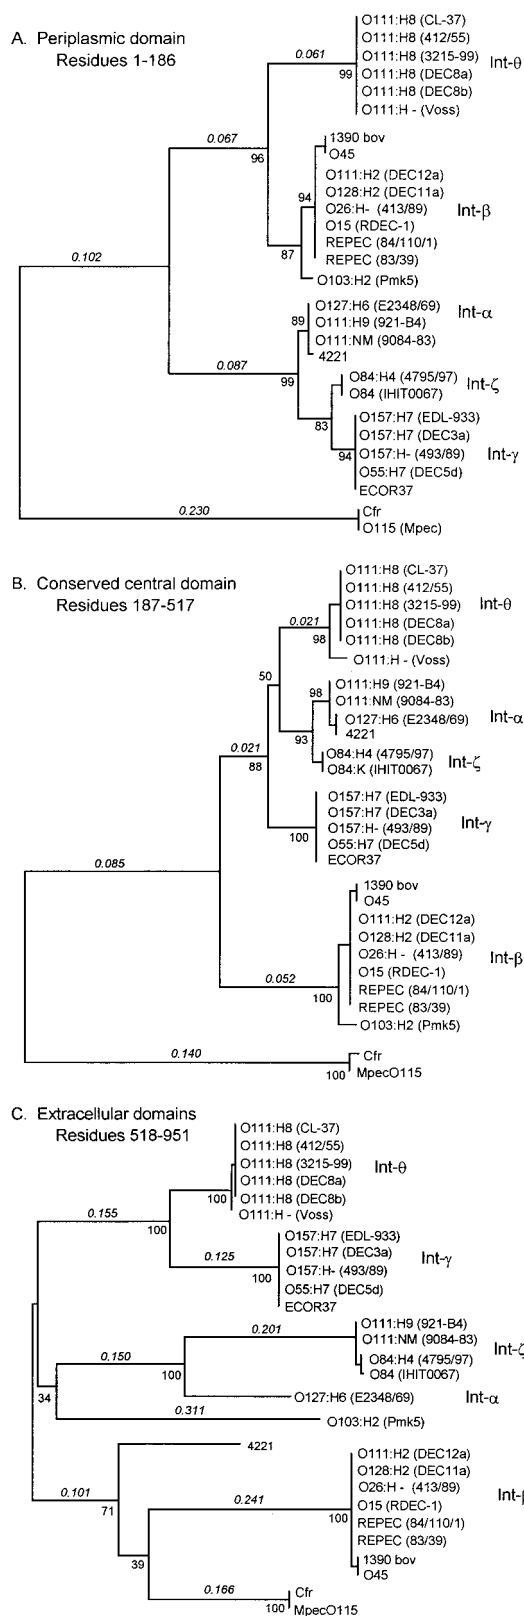 A. Periplasmic domain
Residues 1-186
O111:H8 (CL-37)
O111:H8 (412/55)
0.061
O111:H8 (3215-99)
Int-θ
99
O111:H8 (DEC8a)
O111:H8 (DEC8b)
O111:H - (Voss)
0.067
1390 bov
96
O45
O111:H2 (DEC12a)
94
O128:H2 (DEC11a)
O26:H- (413/89)
Int-β
O15 (RDEC-1)
REPEC (84/110/1)
87
REPEC (83/39)
0.102
O103:H2 (Pmk5)
O127:H6 (E2348/69)
Int-α
89
O111:H9 (921-B4)
O111:NM (9084-83)
4221
0.087
99
O84:H4 (4795/97)
Int-ζ
O84 (IHIT0067)
83
O157:H7 (EDL-933)
O157:H7 (DEC3a)
94
O157:H- (493/89)
Int-γ
O55:H7 (DEC5d)
ECOR37
0.230
Cfr
O115 (Mpec)
B. Conserved central domain
Residues 187-517
O111:H8 (CL-37)
O111:H8 (412/55)
O111:H8 (3215-99)
Int-θ
0.021
O111:H8 (DEC8a)
98
O111:H8 (DEC8b)
O111:H - (Voss)
50
98
O111:H9 (921-B4)
O111:NM (9084-83)
Int-α
O127:H6 (E2348/69)
93
4221
0.021
O84:H4 (4795/97)
Int-ζ
88
O84:K (IHIT0067)
O157:H7 (EDL-933)
O157:H7 (DEC3a)
100
O157:H- (493/89)
Int-γ
O55:H7 (DEC5d)
ECOR37
0.085
1390 bov
O45
O111:H2 (DEC12a)
O128:H2 (DEC11a)
O26:H - (413/89)
Int-β
O15 (RDEC-1)
0.052
REPEC (84/110/1)
100
REPEC (83/39)
O103:H2 (Pmk5)
0.140
Cfr
100
MpecO115
C. Extracellular domains
Residues 518-951
O111:H8 (CL-37)
O111:H8 (412/55)
O111:H8 (3215-99)
Int-θ
O111:H8 (DEC8a)
100
O111:H8 (DEC8b)
0.155
O111:H - (Voss)
100
O157:H7 (EDL-933)
0.125
O157:H7 (DEC3a)
Int-γ
100
O157:H- (493/89)
O55:H7 (DEC5d)
ECOR37
0.201
O111:H9 (921-B4)
O111:NM (9084-83)
Int-ζ
0.150
O84:H4 (4795/97)
100
O84 (IHIT0067)
34
O127:H6 (E2348/69)
Int-α
0.311
O103:H2 (Pmk5)
4221
O111:H2 (DEC12a)
O128:H2 (DEC11a)
0.101
O26:H - (413/89)
Int-β
71
0.241
O15 (RDEC-1)
100
REPEC (84/110/1)
REPEC (83/39)
1390 bov
39
O45
0.166
Cfr
100
MpecO115